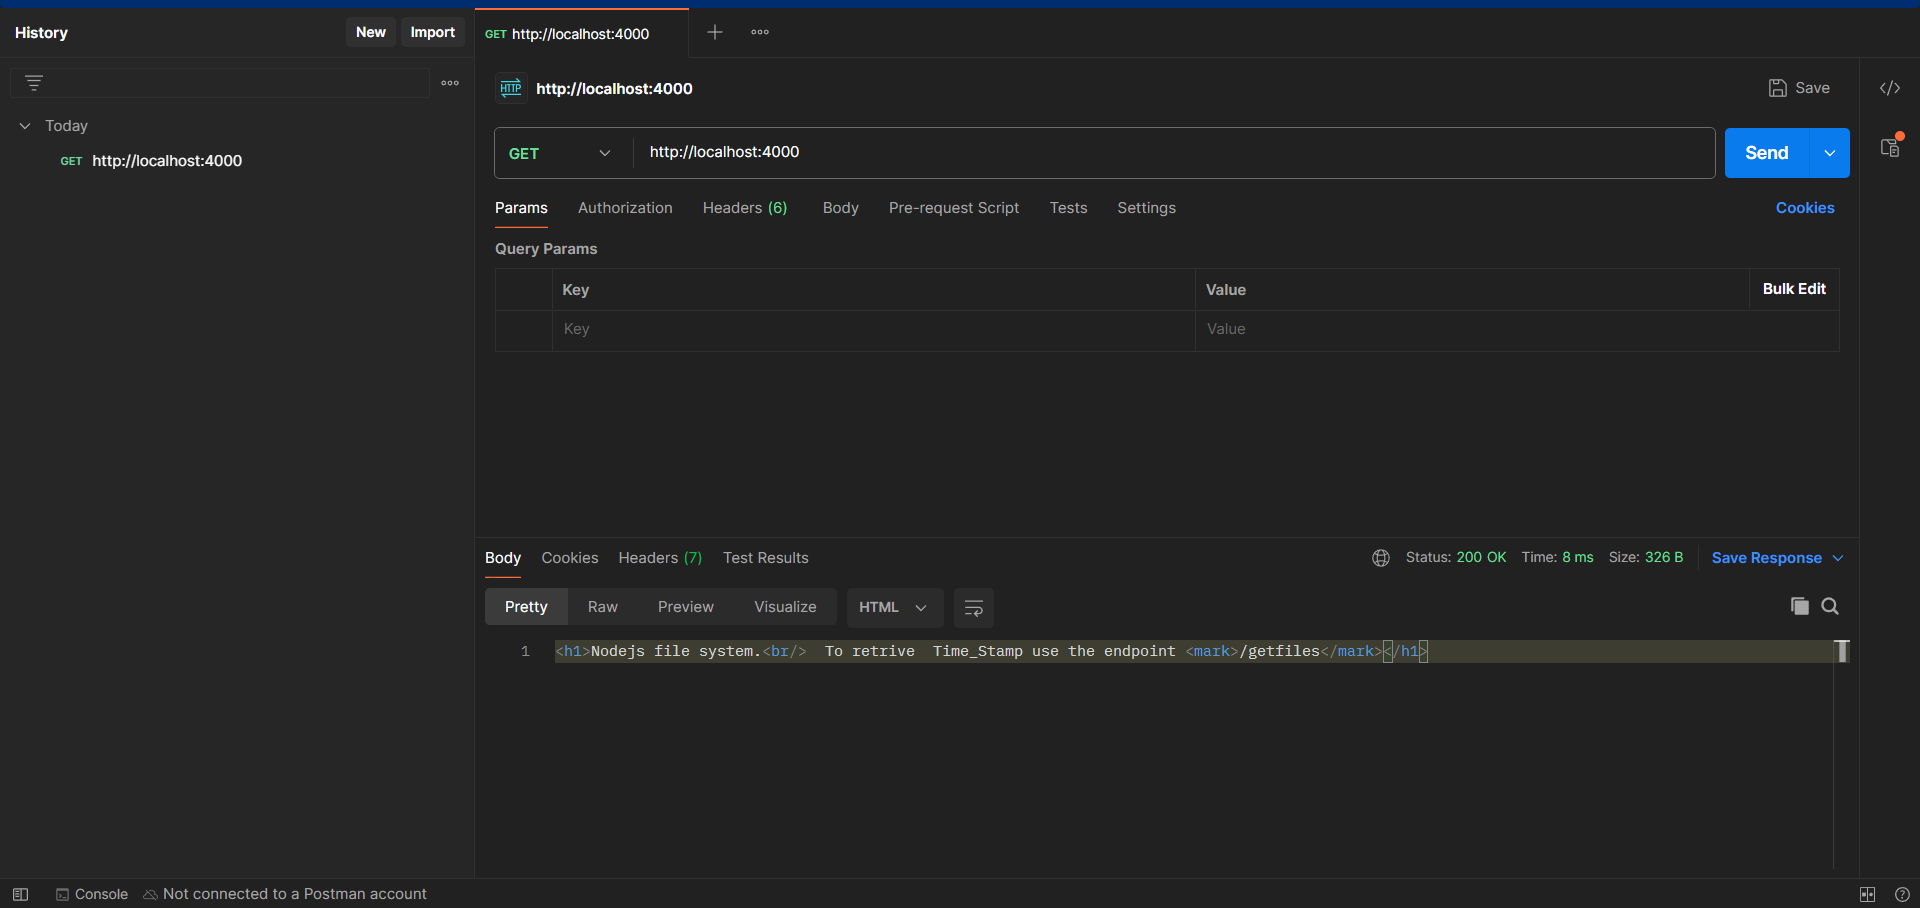 History
New
Import
GET http://localhost:4000
Today
GET http://localhost:4000
HTTP
http://localhost:4000
Save
GET
http://localhost:4000
Send
Params
Authorization
Headers (6)
Body
Pre-request Script
Tests
Settings
Cookies
Query Params
Key
Value
Bulk Edit
Key
Value
Body
Cookies
Headers (7)
Test Results
Status: 200 OK
Time: 8 ms
Size: 326 B
Save Response
Pretty
Raw
Preview
Visualize
HTML
1
<h1>Nodejs file system.<br/>  To retrive  Time_Stamp use the endpoint <mark>/getfiles</mark></h1>
Console
Not connected to a Postman account